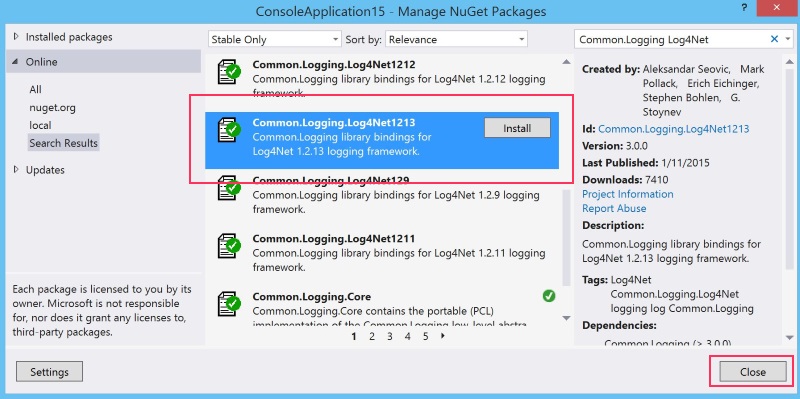 ConsoleApplication15 - Manage NuGet Packages
?
Installed packages
Online
All
nuget.org
local
Search Results
Updates
Each package is licensed to you by its
owner. Microsoft is not responsible
for, nor does it grant any licenses to,
third-party packages.
Settings
Stable Only
Sort by: Relevance
Common.Logging.Log4Net1212
Common.Logging library bindings for Log4Net 1.2.12 logging
framework.
Common.Logging.Log4Net1213
Common.Logging library bindings for
Log4Net 1.2.13 logging framework.
Install
Common.Logging.Log4Net129
Common.Logging library bindings for Log4Net 1.2.9 logging
framework.
Common.Logging.Log4Net1211
Common.Logging library bindings for Log4Net 1.2.11 logging
framework.
Common.Logging.Core
Common.Logging.Core contains the portable (PCL)
implementation of the Common.Logging low-level abstra
1 2 3 4 5
Common.Logging Log4Net
Created by: Aleksandar Seovic, Mark
Pollack, Erich Eichinger,
Stephen Bohlen, G.
Stoynev
Id: Common.Logging.Log4Net1213
Version: 3.0.0
Last Published: 1/11/2015
Downloads: 7410
Project Information
Report Abuse
Description:
Common.Logging library bindings for
Log4Net 1.2.13 logging framework.
Tags: Log4Net
Common.Logging.Log4Net
logging log Common.Logging
Dependencies:
Common.Logging (≥ 3.0.0)
Close